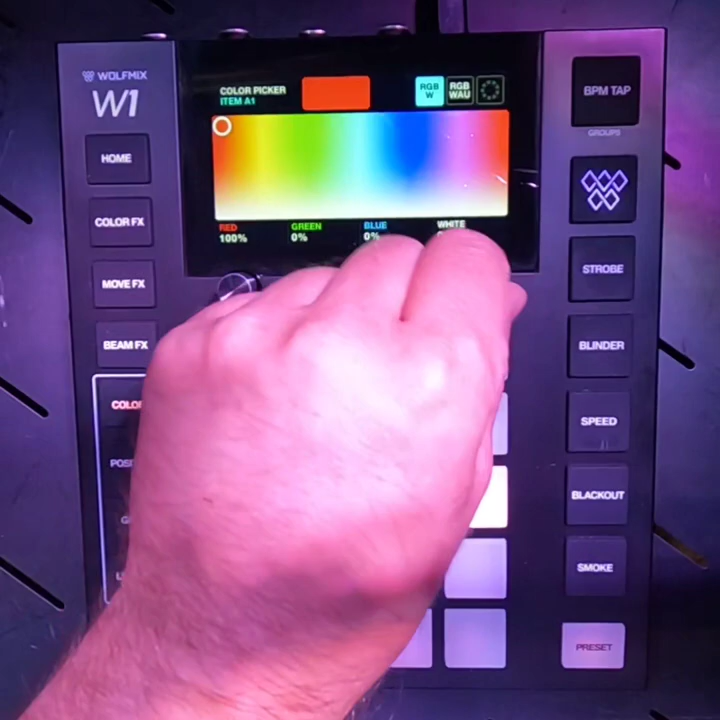 WOLFMIX
W1
HOME
COLOR FX
MOVE FX
BEAM FX
COLOR PICKER
ITEM A1
RGB
W
RGB
WAU
RED
GREEN
BLUE
WHITE
100%
0%
0%
BPM TAP
GROUPS
STROBE
BLINDER
SPEED
BLACKOUT
SMOKE
PRESET